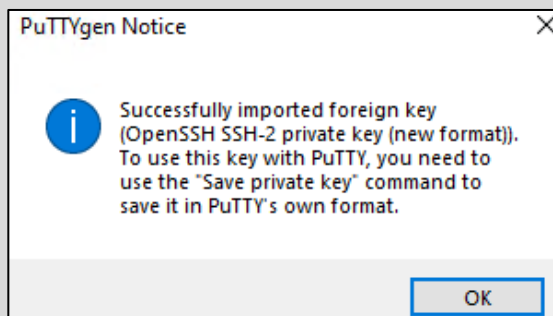 PuTTYgen Notice
Successfully imported foreign key
(OpenSSH SSH-2 private key (new format)).
To use this key with PuTTY, you need to
use the "Save private key" command to
save it in PuTTY's own format.
OK